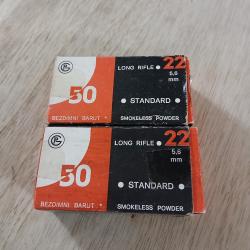 LONG RIFLE • 22
5,6
mm
50
• STANDARD •
BEZDIMNI BARUT • SMOKELESS POWDER
LONG RIFLE • 22
5,6
mm
50
• STANDARD •
BEZDIMNI BARUT • SMOKELESS POWDER